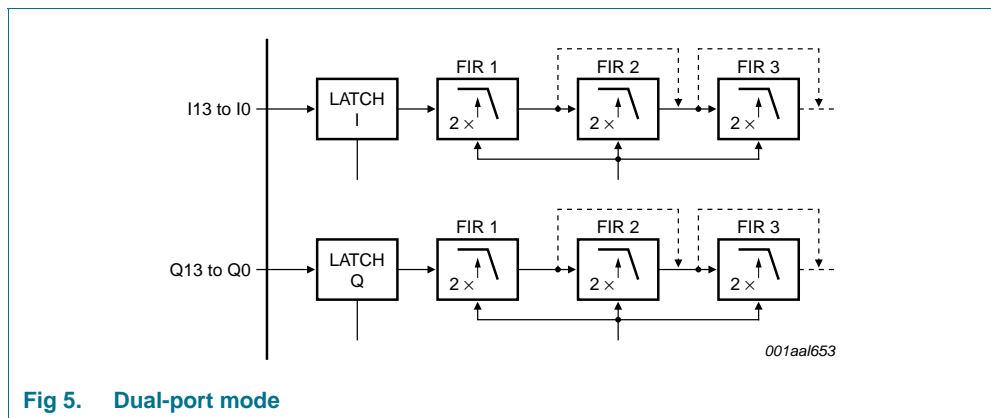 FIR 1 FIR 2 FIR 3
I13 to I0
LATCH
I
2 × 2 × 2 ×
FIR 1 FIR 2 FIR 3
Q13 to Q0
LATCH
Q
2 × 2 × 2 ×
001aal653
Fig 5. Dual-port mode